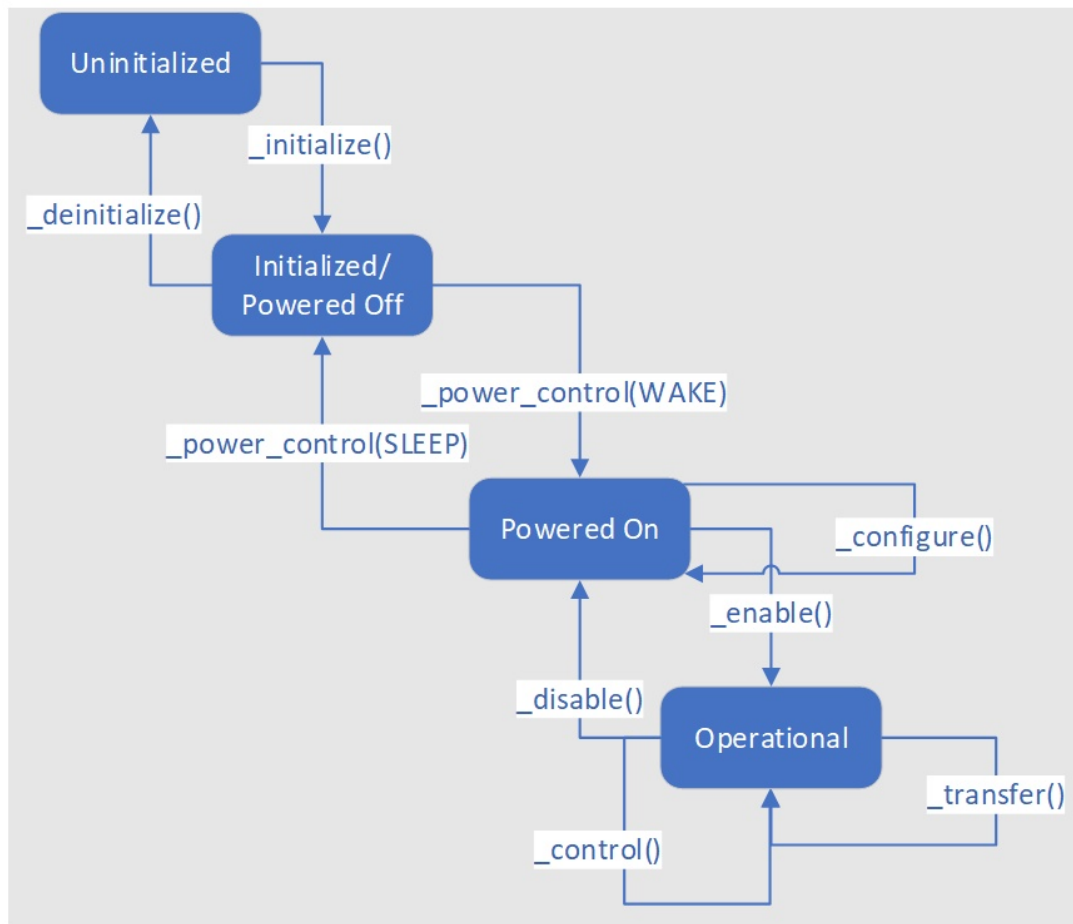 Uninitialized
_initialize()
_deinitialize()
Initialized/
Powered Off
_power_control(WAKE)
_power_control(SLEEP)
Powered On
_configure()
_enable()
_disable()
Operational
_transfer()
_control()